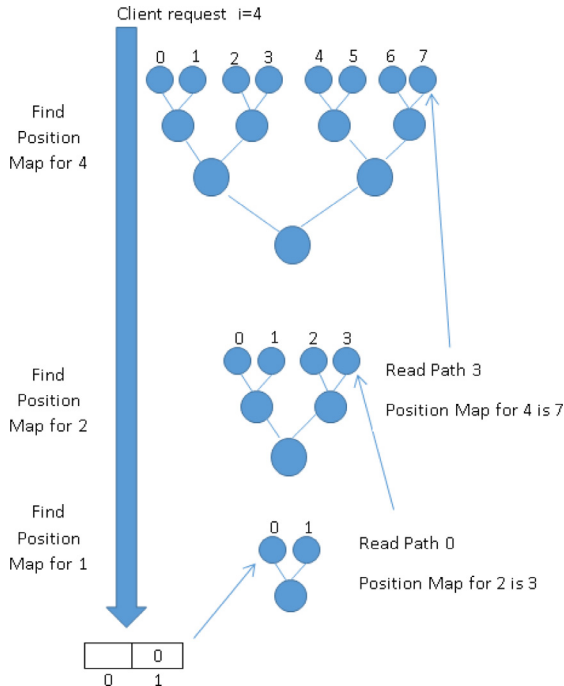 Client request i=4
0 1 2 3 4 5 6 7
Find
Position
Map for 4
0 1 2 3
Find
Position
Map for 2
Read Path 3
Position Map for 4 is 7
Find
Position
Map for 1
0 1
Read Path 0
Position Map for 2 is 3
0
0 1